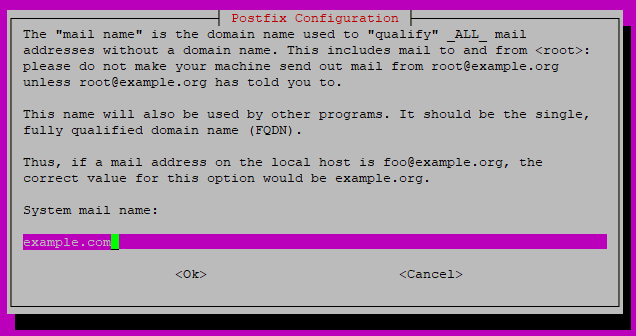 Postfix Configuration
The "mail name" is the domain name used to "qualify" _ALL_ mail
addresses without a domain name. This includes mail to and from <root>:
please do not make your machine send out mail from root@example.org
unless root@example.org has told you to.
This name will also be used by other programs. It should be the single,
fully qualified domain name (FQDN).
Thus, if a mail address on the local host is foo@example.org, the
correct value for this option would be example.org.
System mail name:
example.com
<Ok> <Cancel>